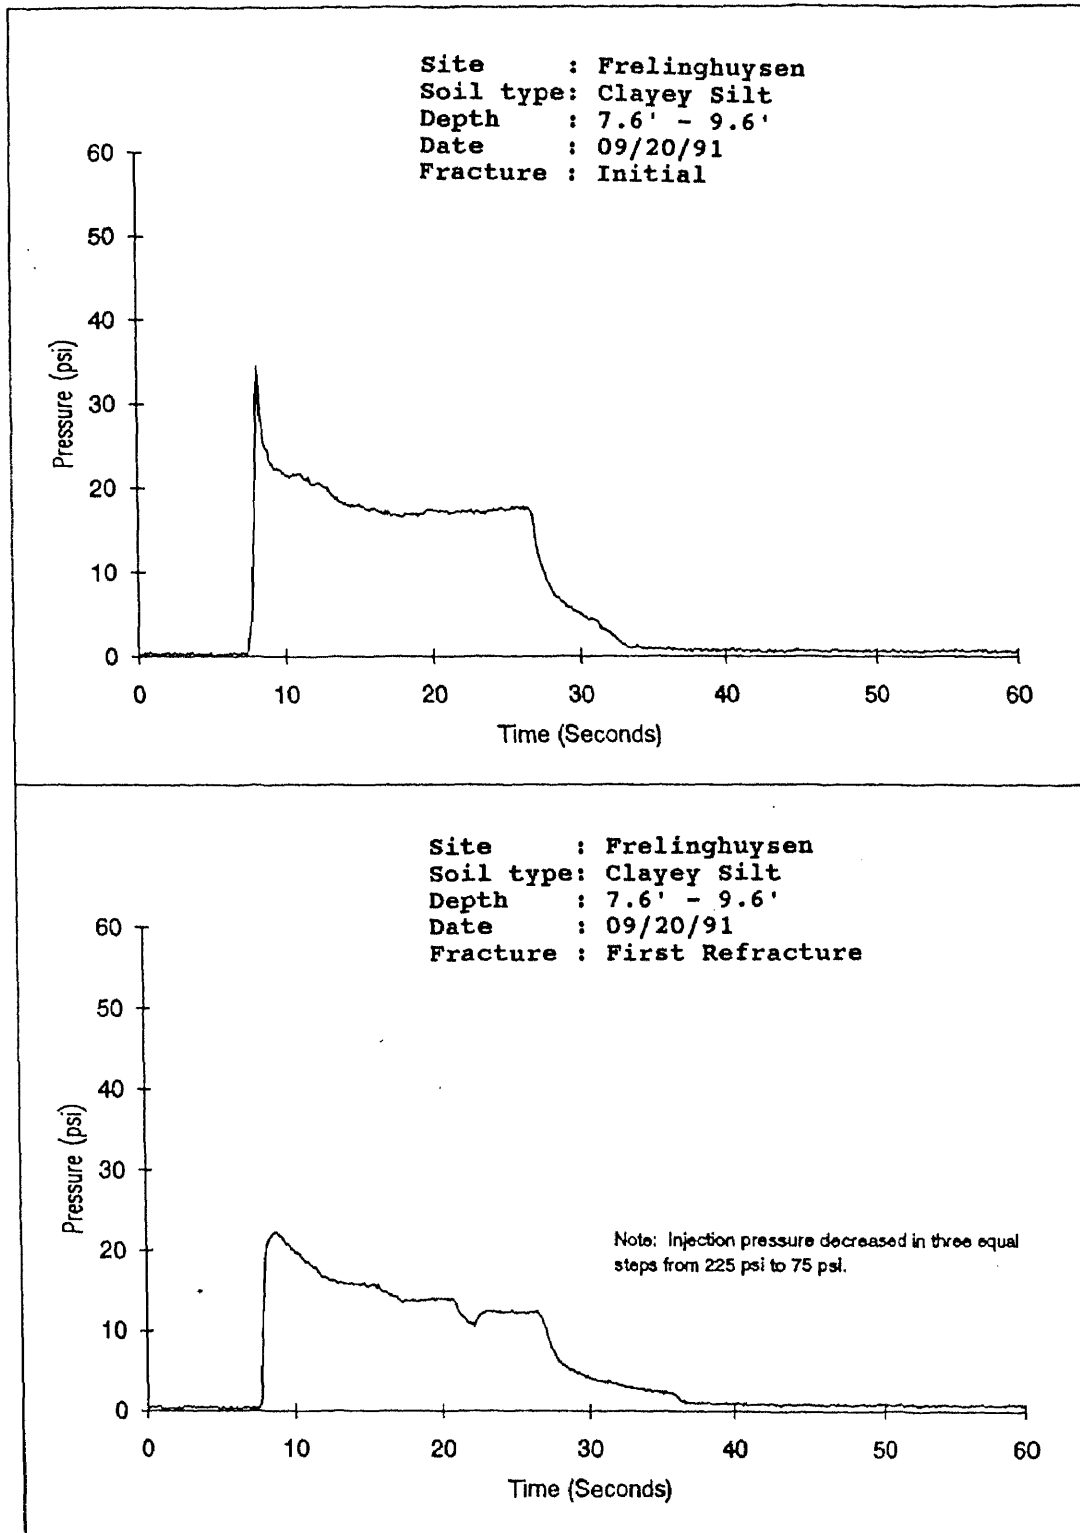 Site : Frelinghuysen
Soil type: Clayey Silt
Depth : 7.6' - 9.6'
Date : 09/20/91
Fracture : Initial
60
50
40
30
20
10
0
Pressure (psi)
0 10 20 30 40 50 60
Time (Seconds)
Site : Frelinghuysen
Soil type: Clayey Silt
Depth : 7.6' - 9.6'
Date : 09/20/91
Fracture : First Refracture
60
50
40
30
20
10
0
Pressure (psi)
Note: Injection pressure decreased in three equal
steps from 225 psi to 75 psi.
0 10 20 30 40 50 60
Time (Seconds)